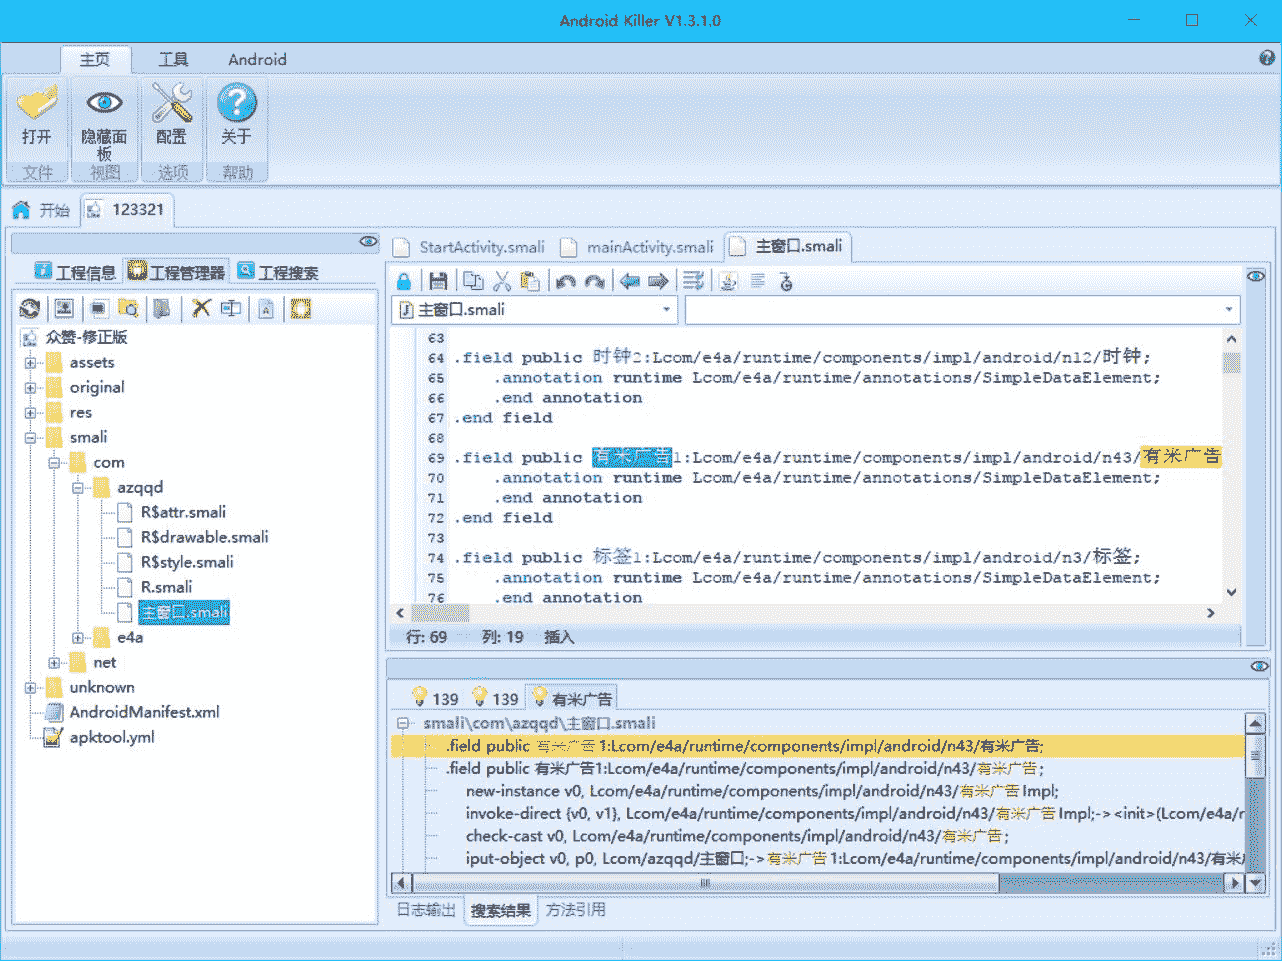 Android Killer V1.3.1.0
主页 工具 Android
打开 隐藏面板 配置 关于
文件 视图 选项 帮助
开始 123321
工程信息 工程管理器 工程搜索
众赞-修正版
assets
original
res
smali
com
azqqd
R$attr.smali
R$drawable.smali
R$style.smali
R.smali
主窗口.smali
e4a
net
unknown
AndroidManifest.xml
apktool.yml
StartActivity.smali mainActivity.smali 主窗口.smali
主窗口.smali
63
64 .field public 时钟2:Lcom/e4a/runtime/components/impl/android/n12/时钟;
65 .annotation runtime Lcom/e4a/runtime/annotations/SimpleDataElement;
66 .end annotation
67 .end field
68
69 .field public 有米广告1:Lcom/e4a/runtime/components/impl/android/n43/有米广告
70 .annotation runtime Lcom/e4a/runtime/annotations/SimpleDataElement;
71 .end annotation
72 .end field
73
74 .field public 标签1:Lcom/e4a/runtime/components/impl/android/n3/标签;
75 .annotation runtime Lcom/e4a/runtime/annotations/SimpleDataElement;
76 .end annotation
行: 69 列: 19 插入
139 139 有米广告
smali\com\azqqd\主窗口.smali
.field public 有米广告1:Lcom/e4a/runtime/components/impl/android/n43/有米广告;
.field public 有米广告1:Lcom/e4a/runtime/components/impl/android/n43/有米广告;
new-instance v0, Lcom/e4a/runtime/components/impl/android/n43/有米广告Impl;
invoke-direct {v0, v1}, Lcom/e4a/runtime/components/impl/android/n43/有米广告Impl;-><init>(Lcom/e4a/r
check-cast v0, Lcom/e4a/runtime/components/impl/android/n43/有米广告;
iput-object v0, p0, Lcom/azqqd/主窗口;->有米广告1:Lcom/e4a/runtime/components/impl/android/n43/有米
日志输出 搜索结果 方法引用